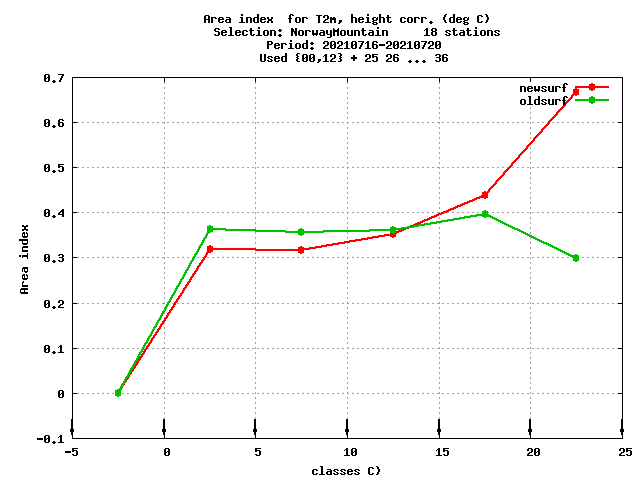 Area index  for T2m, height corr. (deg C)
Selection: NorwayMountain     18 stations
Period: 20210716-20210720
Used {00,12} + 25 26 ... 36
0.7
0.6
0.5
0.4
0.3
0.2
0.1
0
-0.1
-5
0
5
10
15
20
25
newsurf
oldsurf
Area index
classes C)